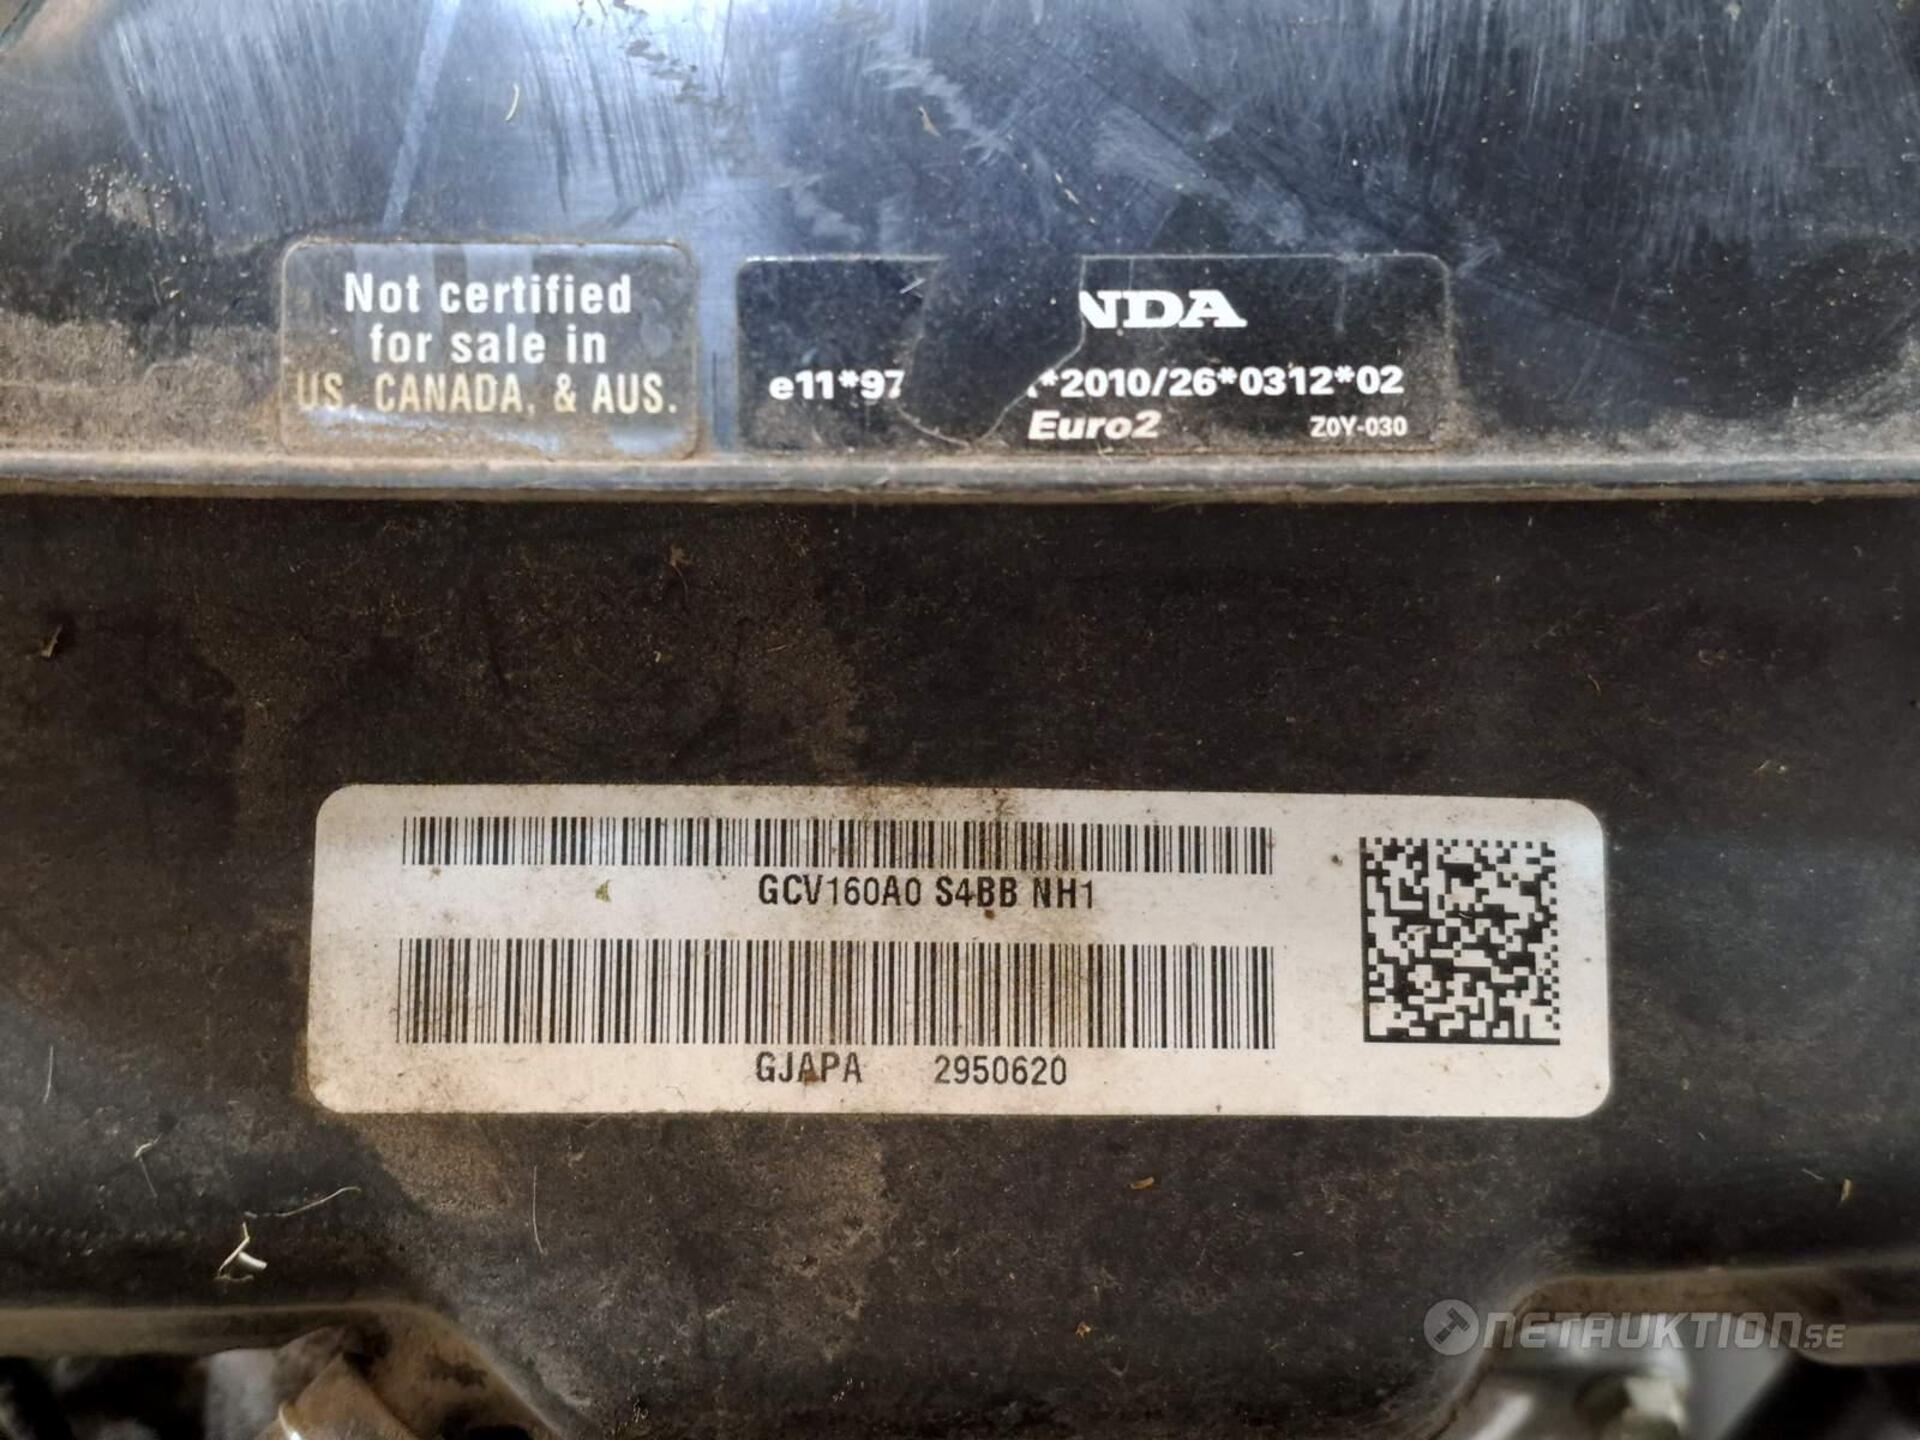 Not certified
for sale in
US, CANADA, & AUS.
NDA
e11*97 *2010/26*0312*02
Euro2 Z0Y-030
GCV160A0 S4BB NH1
GJAPA 2950620
NETAUKTION.SE